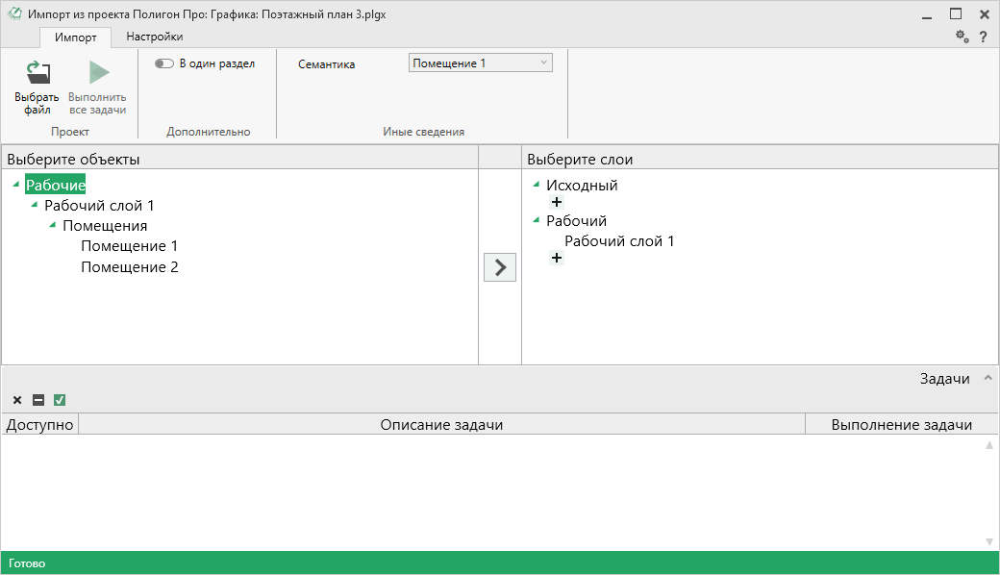 Импорт из проекта Полигон Про: Графика: Поэтажный план 3.plgx
Импорт
Настройки
?
Выбрать
файл
Выполнить
все задачи
В один раздел
Семантика
Помещение 1
Проект
Дополнительно
Иные сведения
Выберите объекты
Выберите слои
Рабочие
Рабочий слой 1
Помещения
Помещение 1
Помещение 2
Исходный
Рабочий
Рабочий слой 1
Задачи
Доступно
Описание задачи
Выполнение задачи
Готово